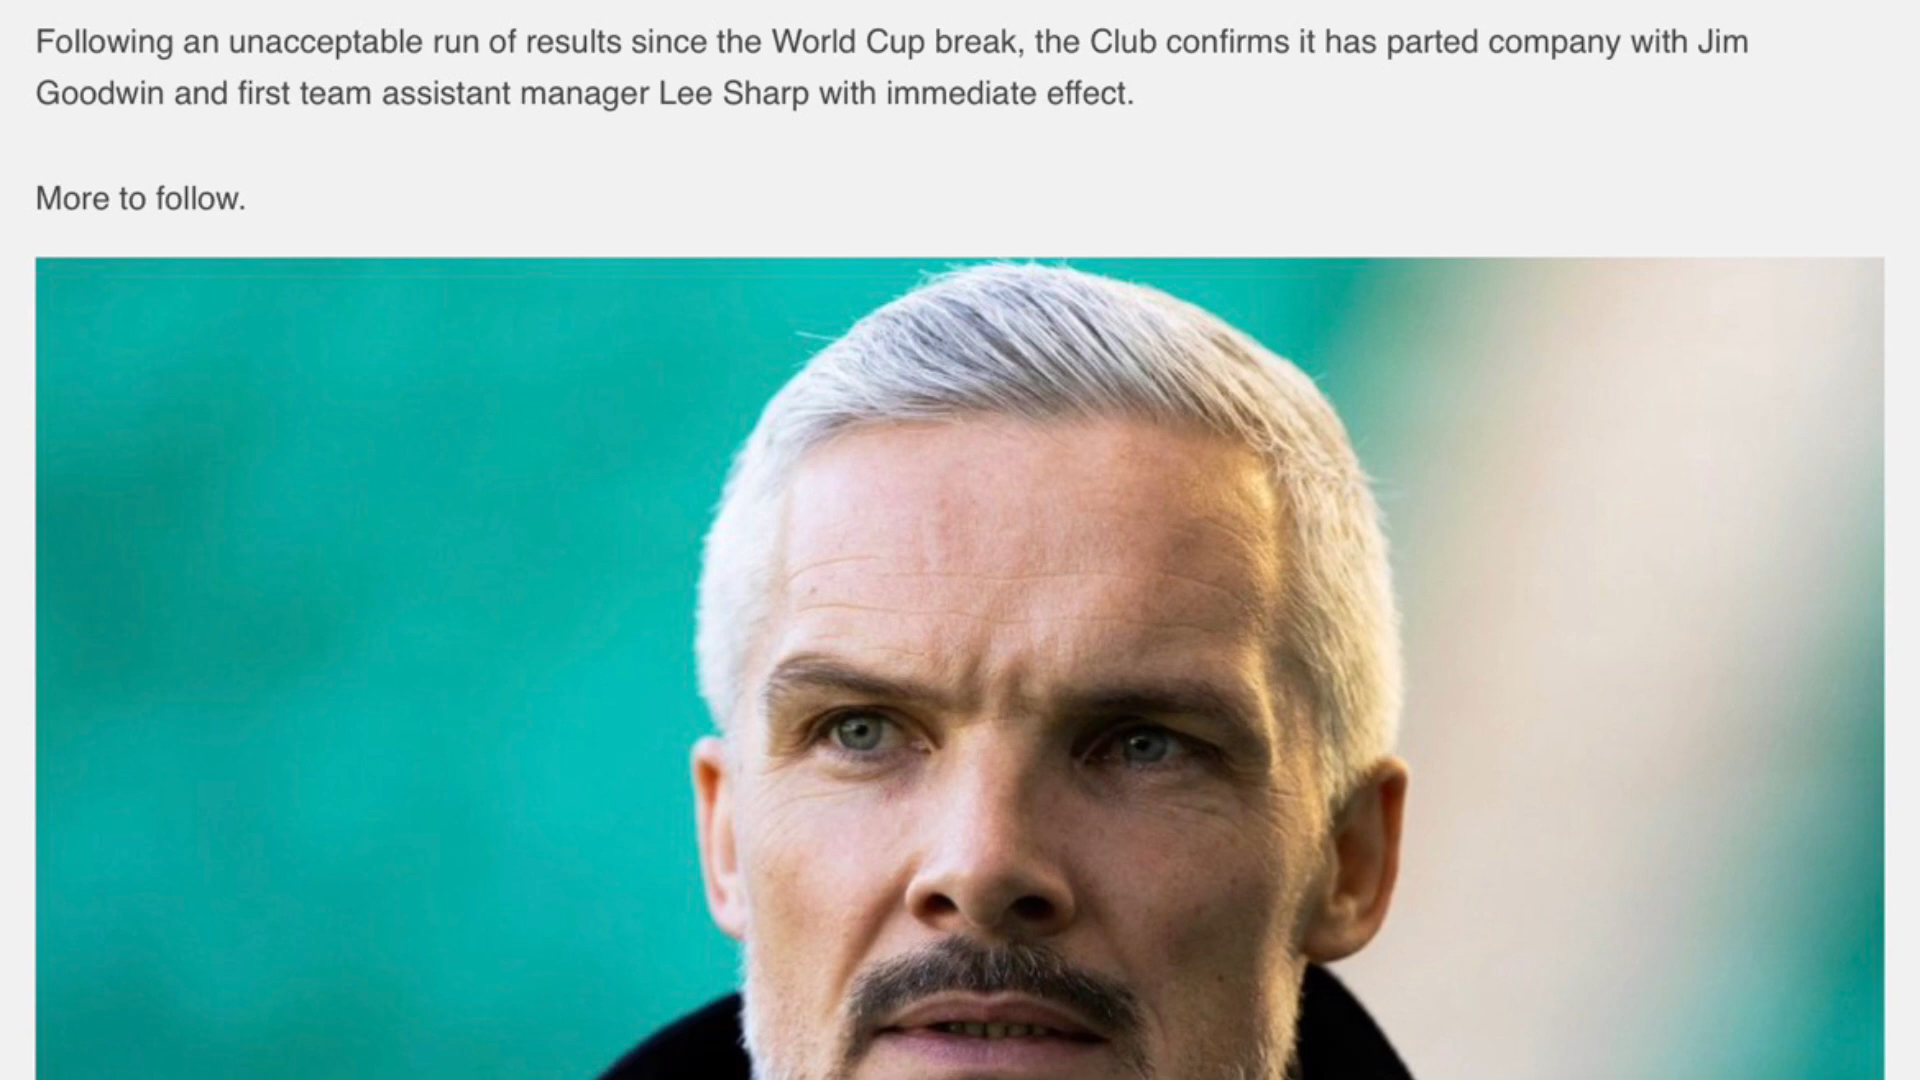 Following an unacceptable run of results since the World Cup break, the Club confirms it has parted company with Jim
Goodwin and first team assistant manager Lee Sharp with immediate effect.
More to follow.